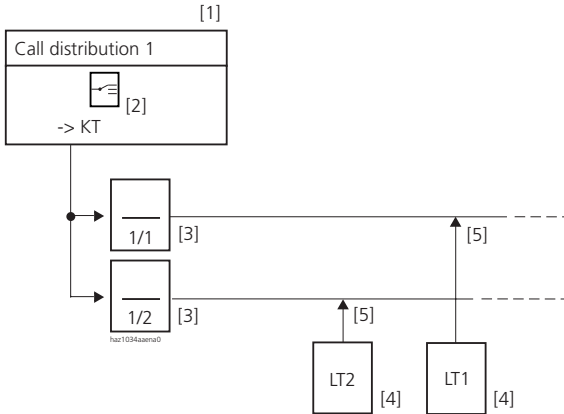 [1]
Call distribution 1
[2]
-> KT
1/1
[3]
[5]
1/2
[3]
[5]
haz1034aaena0
LT2
[4]
LT1
[4]